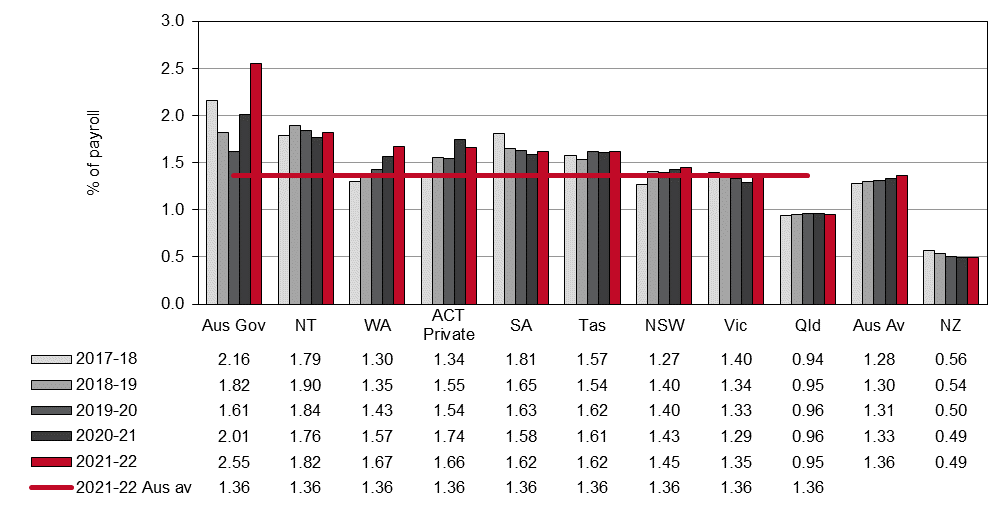 3.0
2.5
2.0
1.5
1.0
0.5
0.0
% of payroll
Aus Gov NT WA ACT Private SA Tas NSW Vic Qld Aus Av NZ
2017-18 2.16 1.79 1.30 1.34 1.81 1.57 1.27 1.40 0.94 1.28 0.56
2018-19 1.82 1.90 1.35 1.55 1.65 1.54 1.40 1.34 0.95 1.30 0.54
2019-20 1.61 1.84 1.43 1.54 1.63 1.62 1.40 1.33 0.96 1.31 0.50
2020-21 2.01 1.76 1.57 1.74 1.58 1.61 1.43 1.29 0.96 1.33 0.49
2021-22 2.55 1.82 1.67 1.66 1.62 1.62 1.45 1.35 0.95 1.36 0.49
2021-22 Aus av 1.36 1.36 1.36 1.36 1.36 1.36 1.36 1.36 1.36